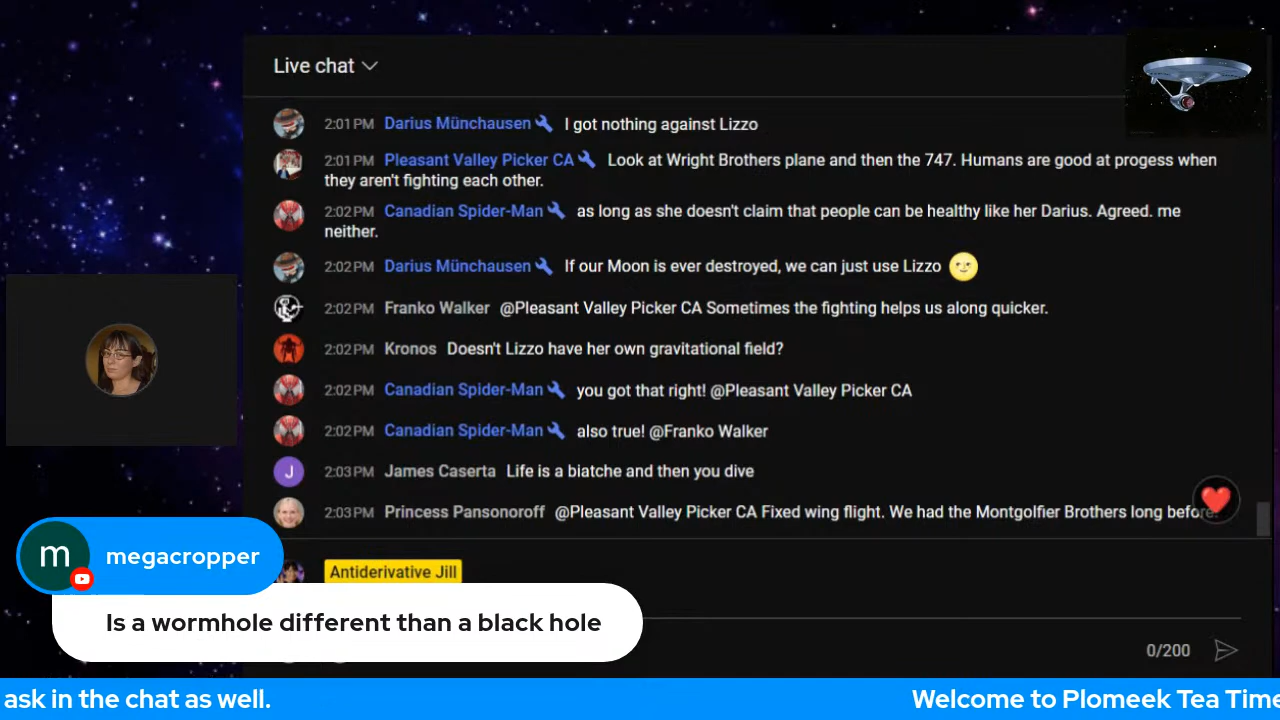 Live chat
2:01 PM Darius Münchausen I got nothing against Lizzo
2:01 PM Pleasant Valley Picker CA Look at Wright Brothers plane and then the 747. Humans are good at progess when
they aren't fighting each other.
2:02 PM Canadian Spider-Man as long as she doesn't claim that people can be healthy like her Darius. Agreed. me
neither.
2:02 PM Darius Münchausen If our Moon is ever destroyed, we can just use Lizzo 🌝
2:02 PM Franko Walker @Pleasant Valley Picker CA Sometimes the fighting helps us along quicker.
2:02 PM Kronos Doesn't Lizzo have her own gravitational field?
2:02 PM Canadian Spider-Man you got that right! @Pleasant Valley Picker CA
2:02 PM Canadian Spider-Man also true! @Franko Walker
J 2:03 PM James Caserta Life is a biatche and then you dive
2:03 PM Princess Pansonoroff @Pleasant Valley Picker CA Fixed wing flight. We had the Montgolfier Brothers long before.
Antiderivative Jill
m megacropper
Is a wormhole different than a black hole
0/200
ask in the chat as well. Welcome to Plomeek Tea Time